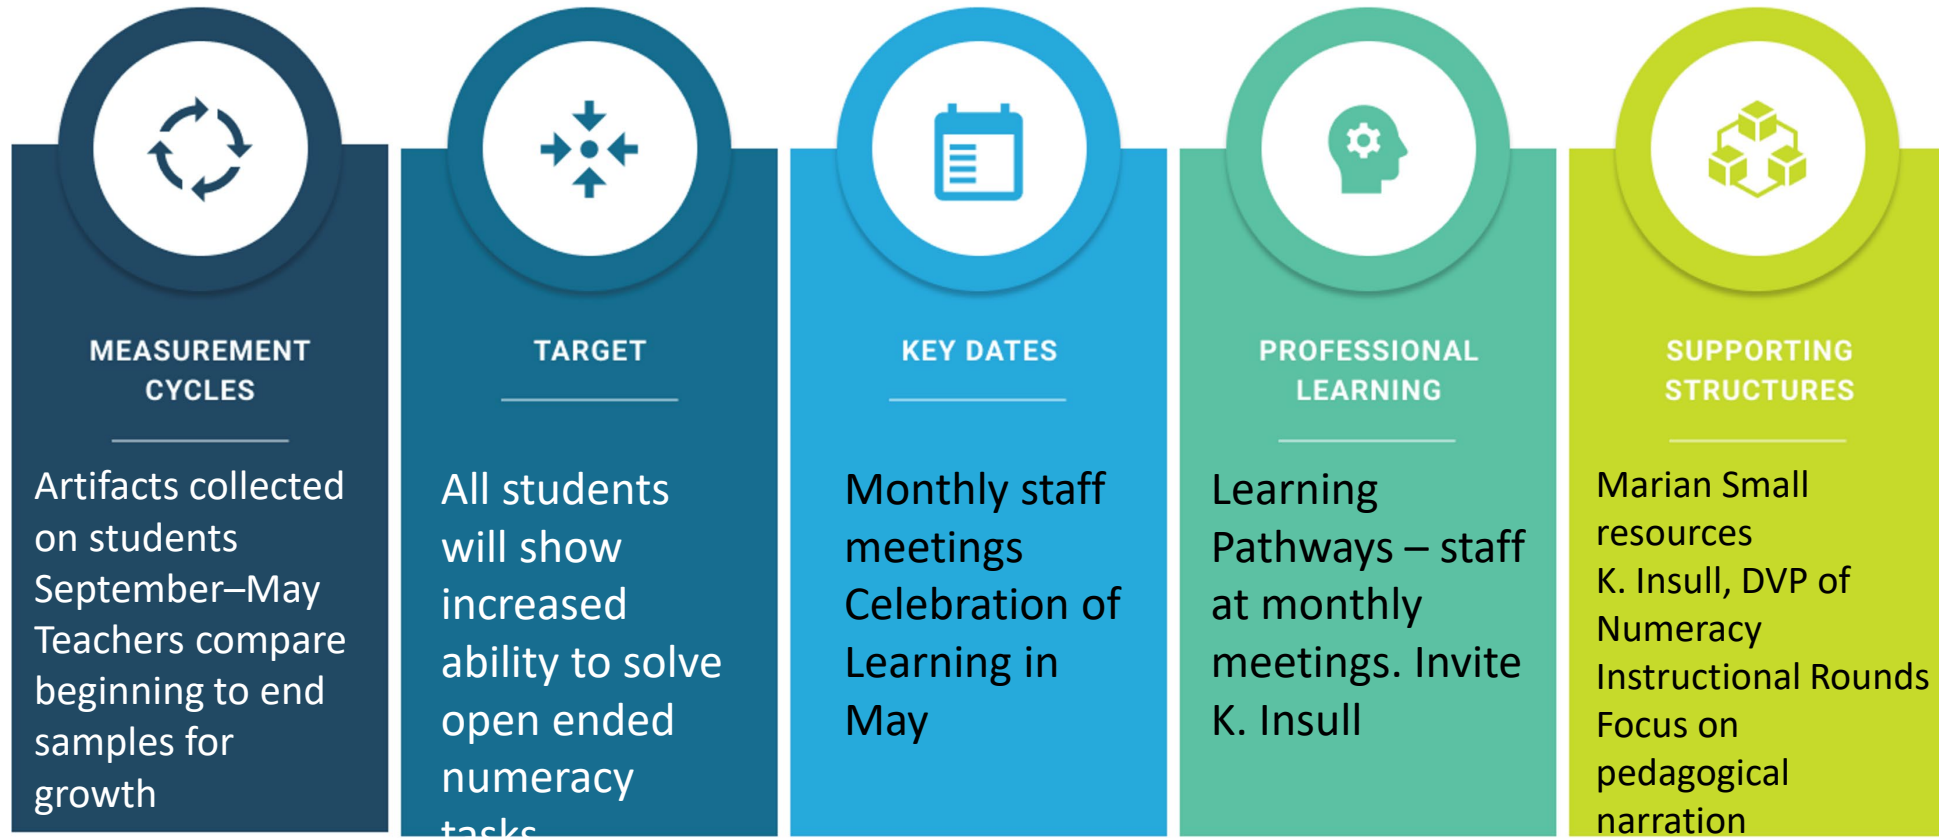 MEASUREMENT
CYCLES
Artifacts collected
on students
September–May
Teachers compare
beginning to end
samples for
growth
TARGET
All students
will show
increased
ability to solve
open ended
numeracy
tasks
KEY DATES
Monthly staff
meetings
Celebration of
Learning in
May
PROFESSIONAL
LEARNING
Learning
Pathways – staff
at monthly
meetings. Invite
K. Insull
SUPPORTING
STRUCTURES
Marian Small
resources
K. Insull, DVP of
Numeracy
Instructional Rounds
Focus on
pedagogical
narration